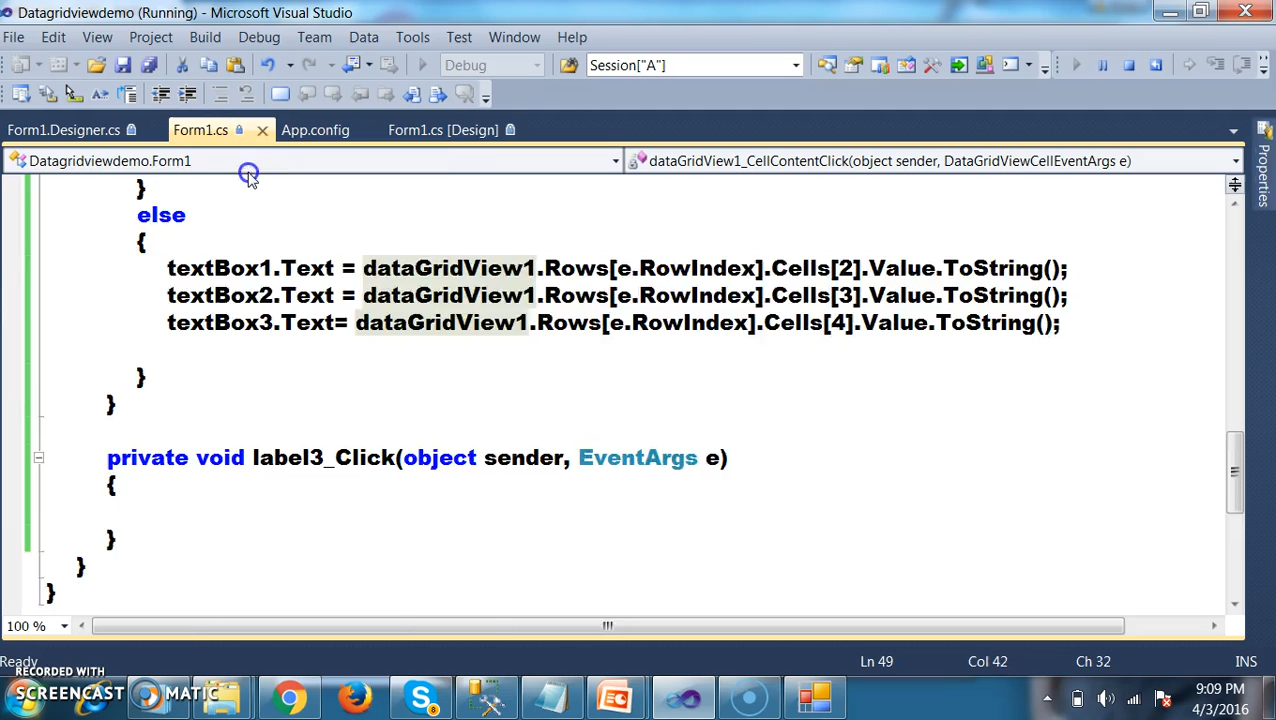 Datagridviewdemo (Running) - Microsoft Visual Studio
File Edit View Project Build Debug Team Data Tools Test Window Help
Debug Session["A"]
Form1.Designer.cs Form1.cs App.config Form1.cs [Design]
Datagridviewdemo.Form1 dataGridView1_CellContentClick(object sender, DataGridViewCellEventArgs e)
Properties
}
else
{
textBox1.Text = dataGridView1.Rows[e.RowIndex].Cells[2].Value.ToString();
textBox2.Text = dataGridView1.Rows[e.RowIndex].Cells[3].Value.ToString();
textBox3.Text= dataGridView1.Rows[e.RowIndex].Cells[4].Value.ToString();
}
}
private void label3_Click(object sender, EventArgs e)
{
}
}
}
100 %
Ready Ln 49 Col 42 Ch 32 INS
RECORDED WITH
SCREENCAST MATIC
9:09 PM
4/3/2016